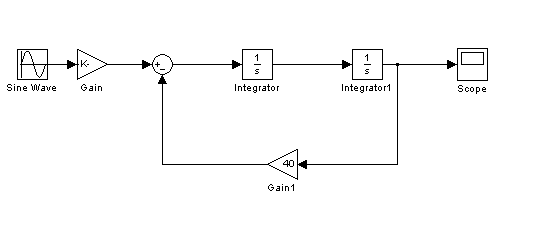 K-
+
-
1
s
1
s
Sine Wave
Gain
Integrator
Integrator1
Scope
40
Gain1